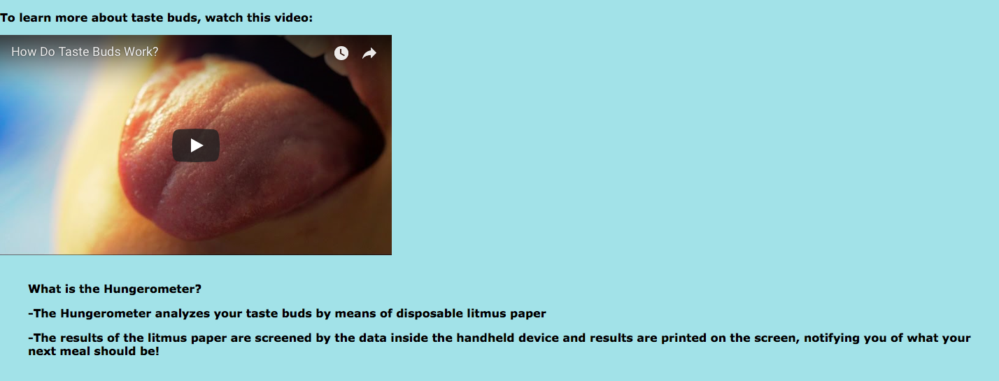 To learn more about taste buds, watch this video:
How Do Taste Buds Work?
What is the Hungerometer?
-The Hungerometer analyzes your taste buds by means of disposable litmus paper
-The results of the litmus paper are screened by the data inside the handheld device and results are printed on the screen, notifying you of what your
next meal should be!